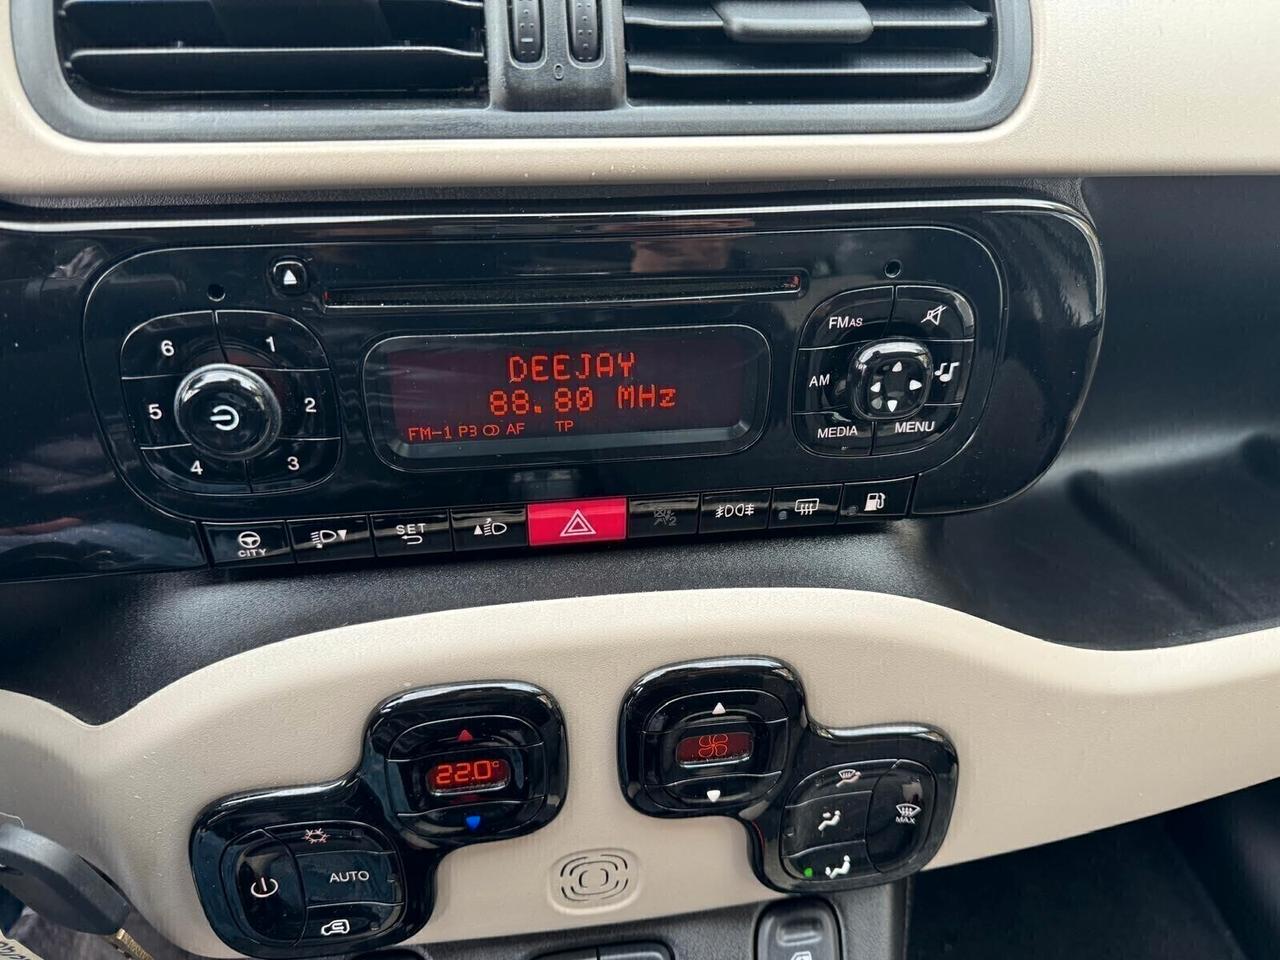 6
1
5
2
4
3
DEEJAY
88.80 MHz
FM-1 P3 AF TP
FMAS
AM
MEDIA
MENU
CITY
SET
22.0°
AUTO
MAX
0